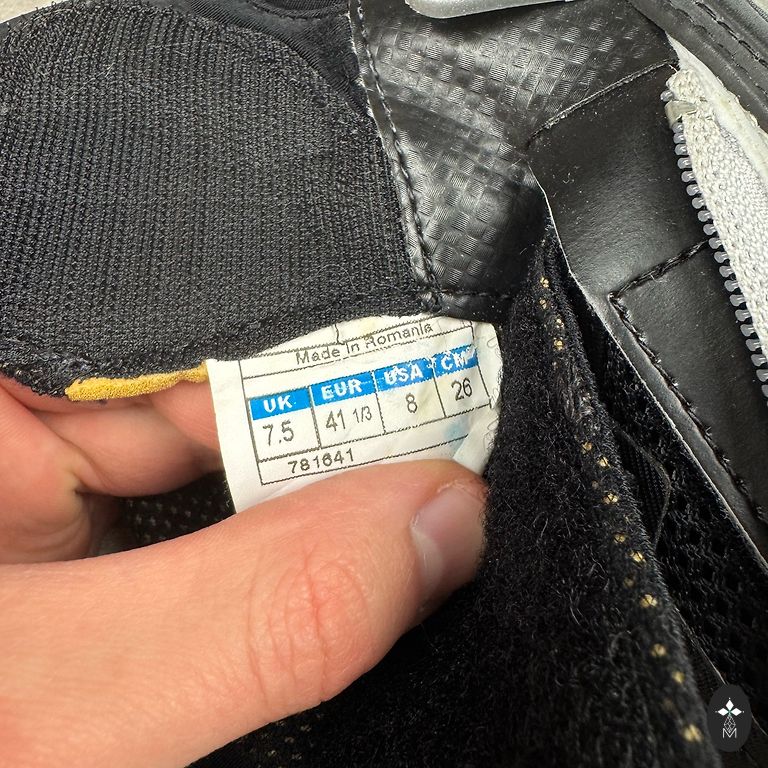 Made In Romania
UK EUR USA CM
7.5 41 1/3 8 26
781641